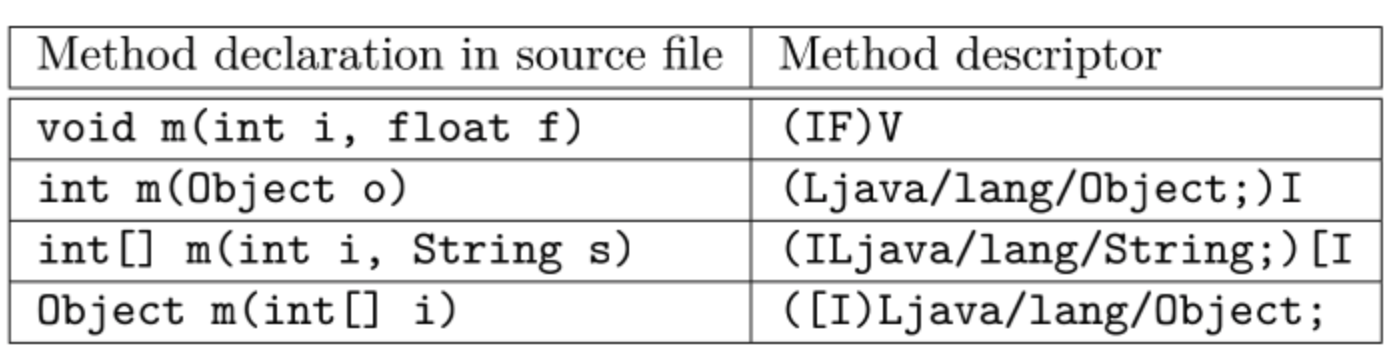 Method declaration in source file Method descriptor
void m(int i, float f) (IF)V
int m(Object o) (Ljava/lang/Object;)I
int[] m(int i, String s) (ILjava/lang/String;)[I
Object m(int[] i) ([I)Ljava/lang/Object;